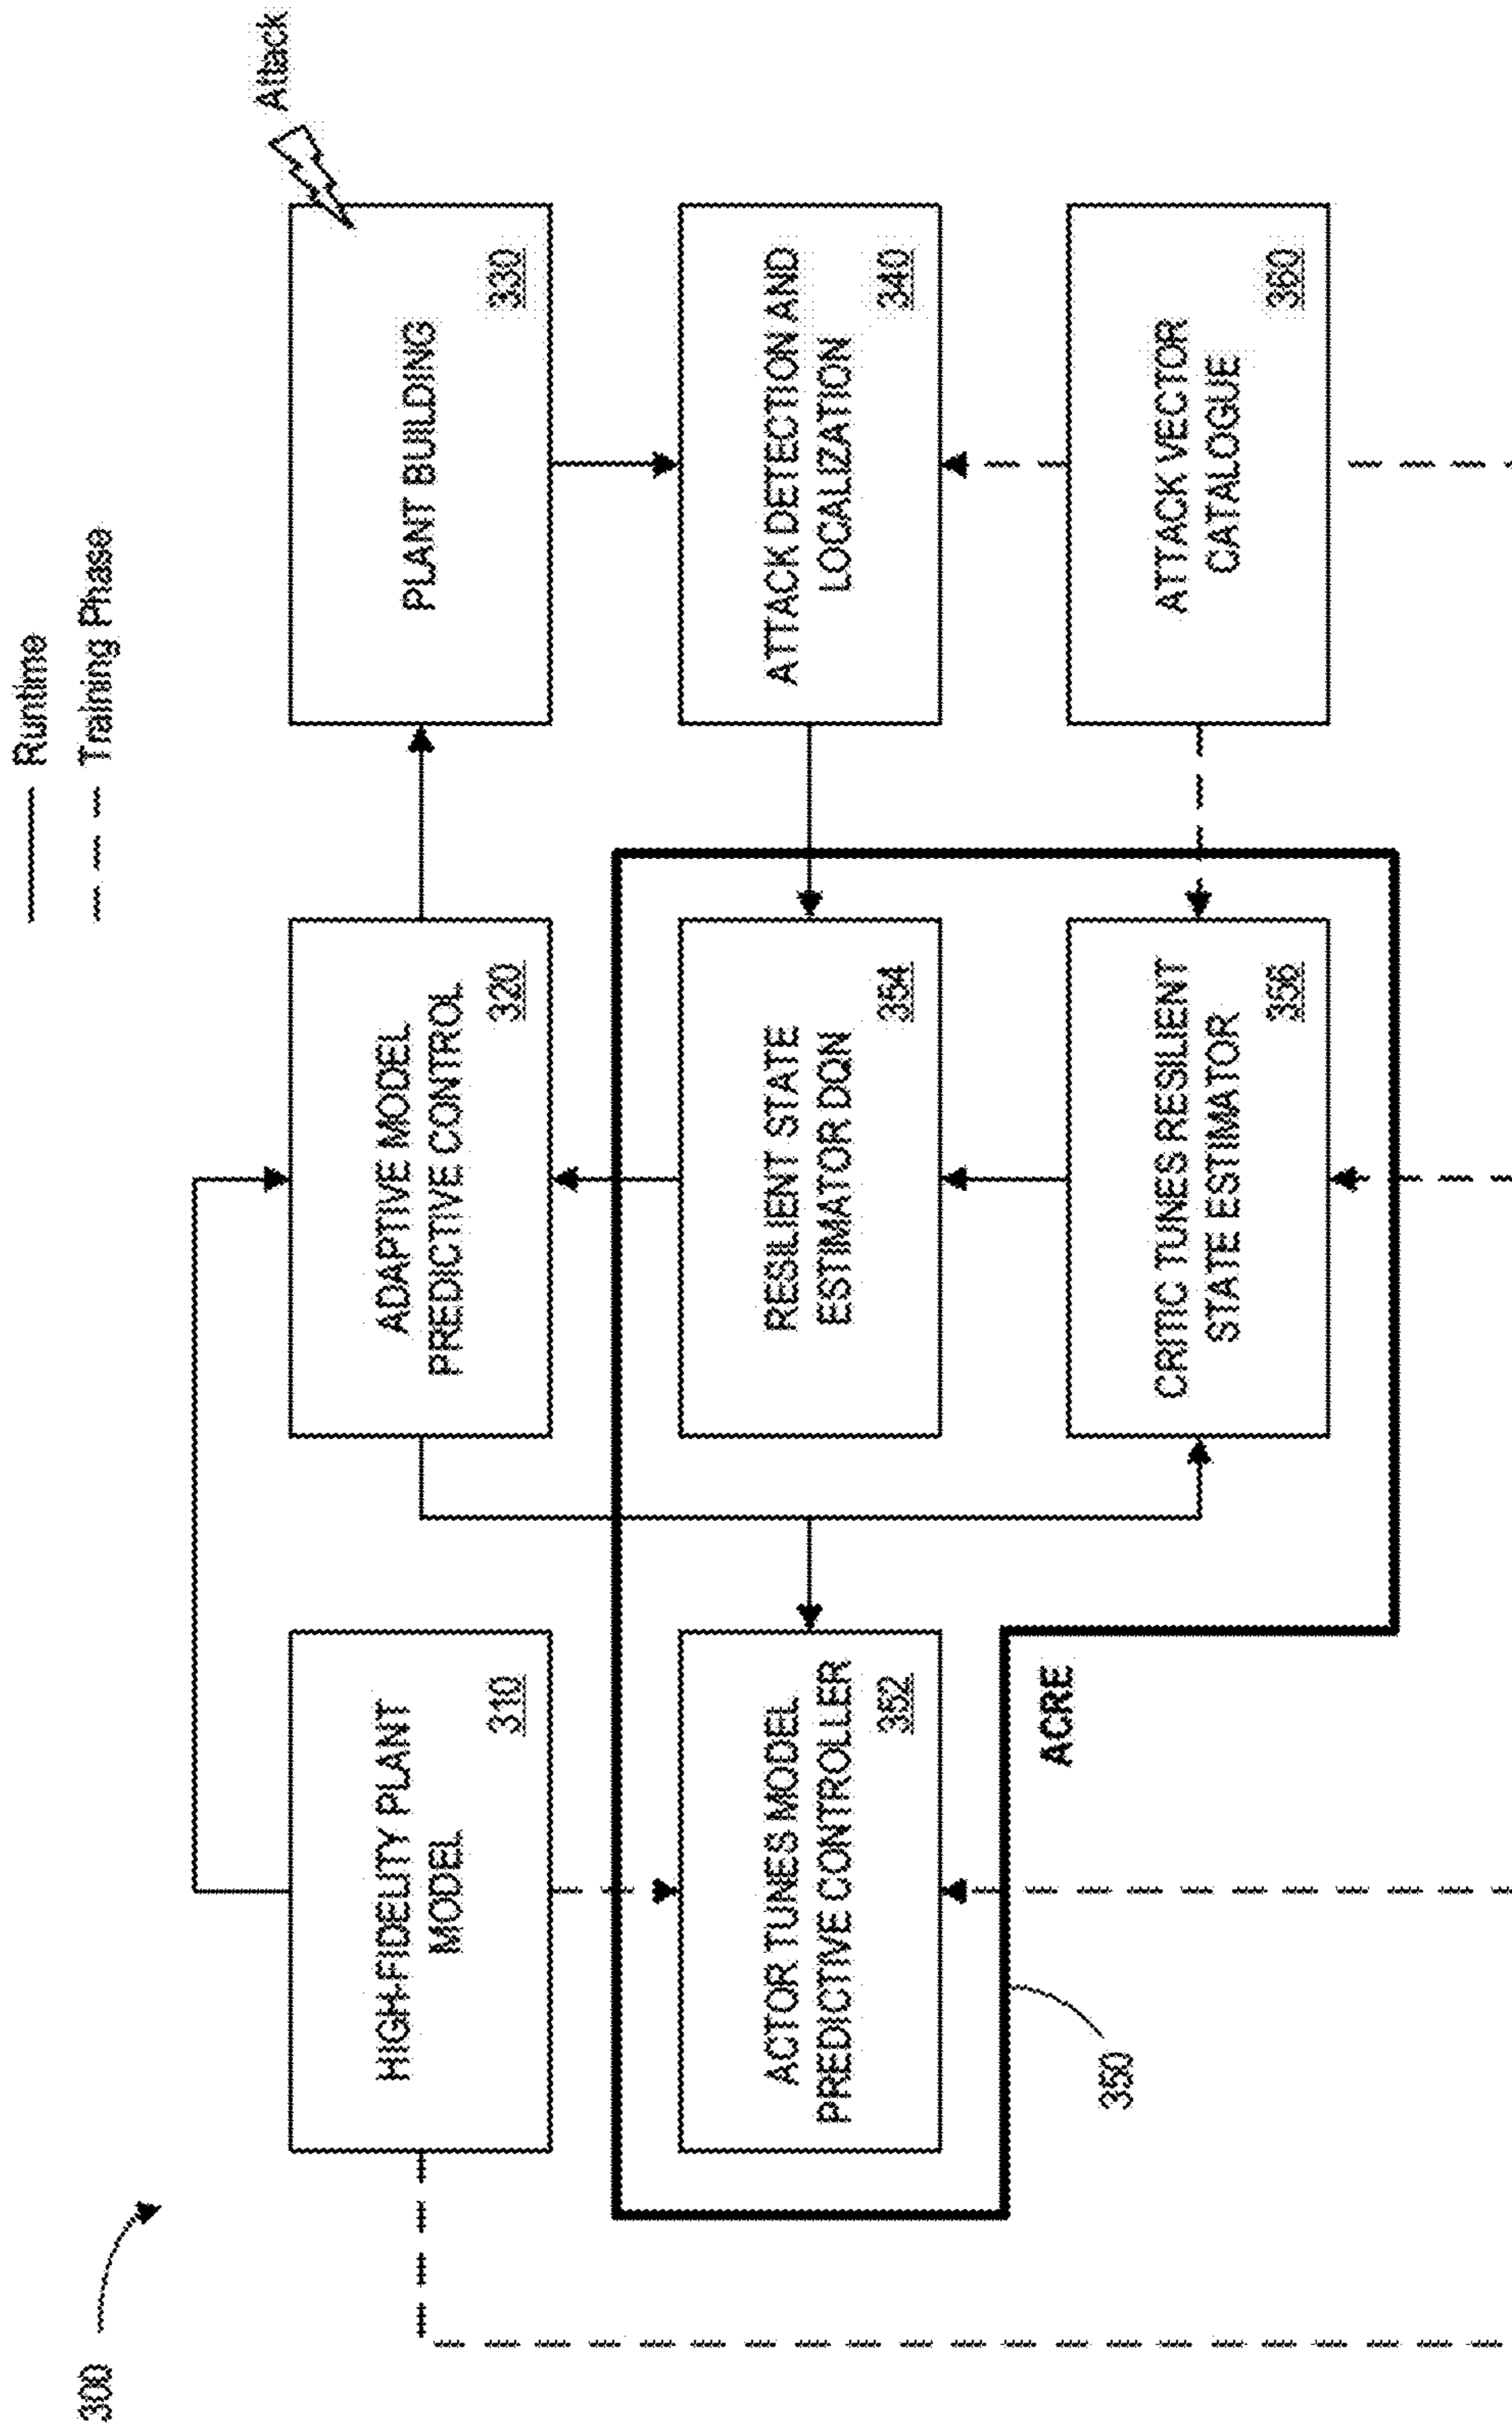 300
Runtime
Training Phase
Attack
HIGH-FIDELITY PLANT
MODEL
310
ADAPTIVE MODEL
PREDICTIVE CONTROL
320
PLANT BUILDING
330
ACTOR TUNES MODEL
PREDICTIVE CONTROLLER
352
RESILIENT STATE
ESTIMATOR DQN
354
ATTACK DETECTION AND
LOCALIZATION
340
ACRE
350
CRITIC TUNES RESILIENT
STATE ESTIMATOR
356
ATTACK VECTOR
CATALOGUE
360